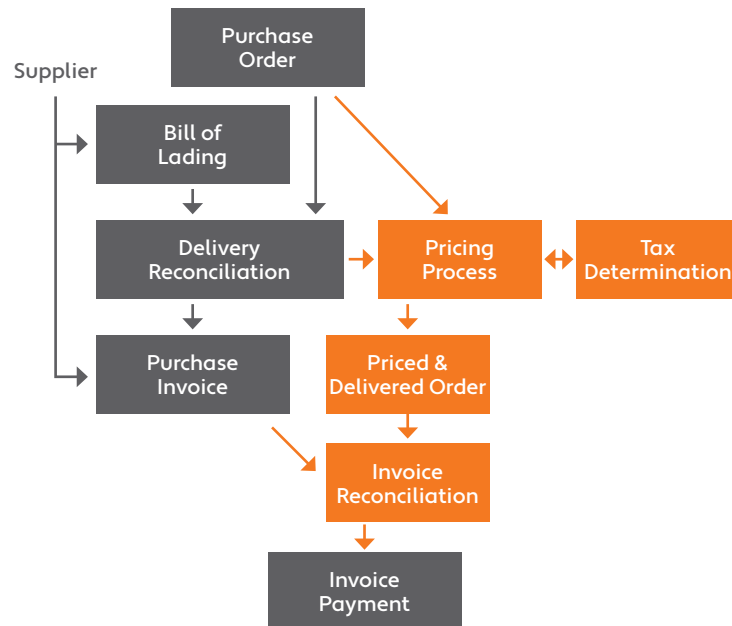 Purchase
Order
Supplier
Bill of
Lading
Delivery
Reconciliation
Pricing
Process
Tax
Determination
Purchase
Invoice
Priced &
Delivered Order
Invoice
Reconciliation
Invoice
Payment